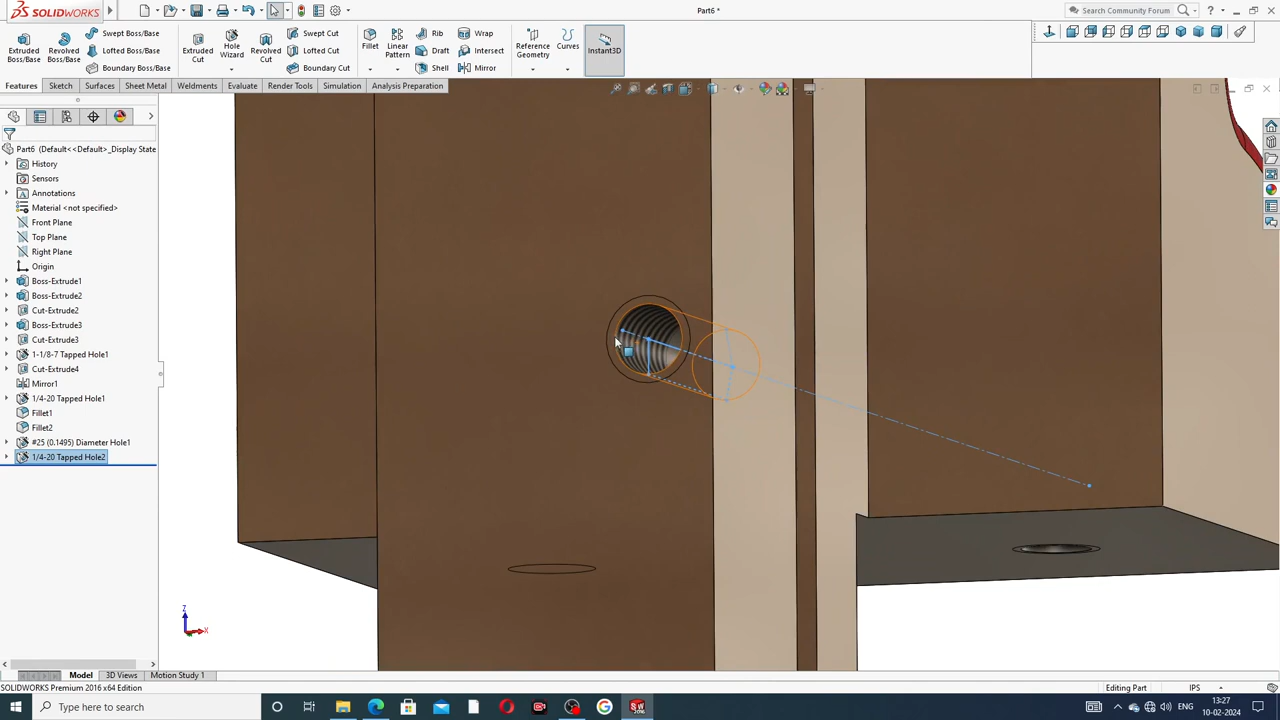 SOLIDWORKS
Part6 *
Search Community Forum
Extruded Boss/Base
Revolved Boss/Base
Swept Boss/Base
Lofted Boss/Base
Boundary Boss/Base
Extruded Cut
Hole Wizard
Revolved Cut
Swept Cut
Lofted Cut
Boundary Cut
Fillet
Linear Pattern
Rib
Draft
Shell
Wrap
Intersect
Mirror
Reference Geometry
Curves
Instant3D
Features
Sketch
Surfaces
Sheet Metal
Weldments
Evaluate
Render Tools
Simulation
Analysis Preparation
Part6 (Default<<Default>_Display State
History
Sensors
Annotations
Material <not specified>
Front Plane
Top Plane
Right Plane
Origin
Boss-Extrude1
Boss-Extrude2
Cut-Extrude2
Boss-Extrude3
Cut-Extrude3
1-1/8-7 Tapped Hole1
Cut-Extrude4
Mirror1
1/4-20 Tapped Hole1
Fillet1
Fillet2
#25 (0.1495) Diameter Hole1
1/4-20 Tapped Hole2
Z
X
Model
3D Views
Motion Study 1
SOLIDWORKS Premium 2016 x64 Edition
Editing Part
IPS
Type here to search
ENG
13:27
10-02-2024